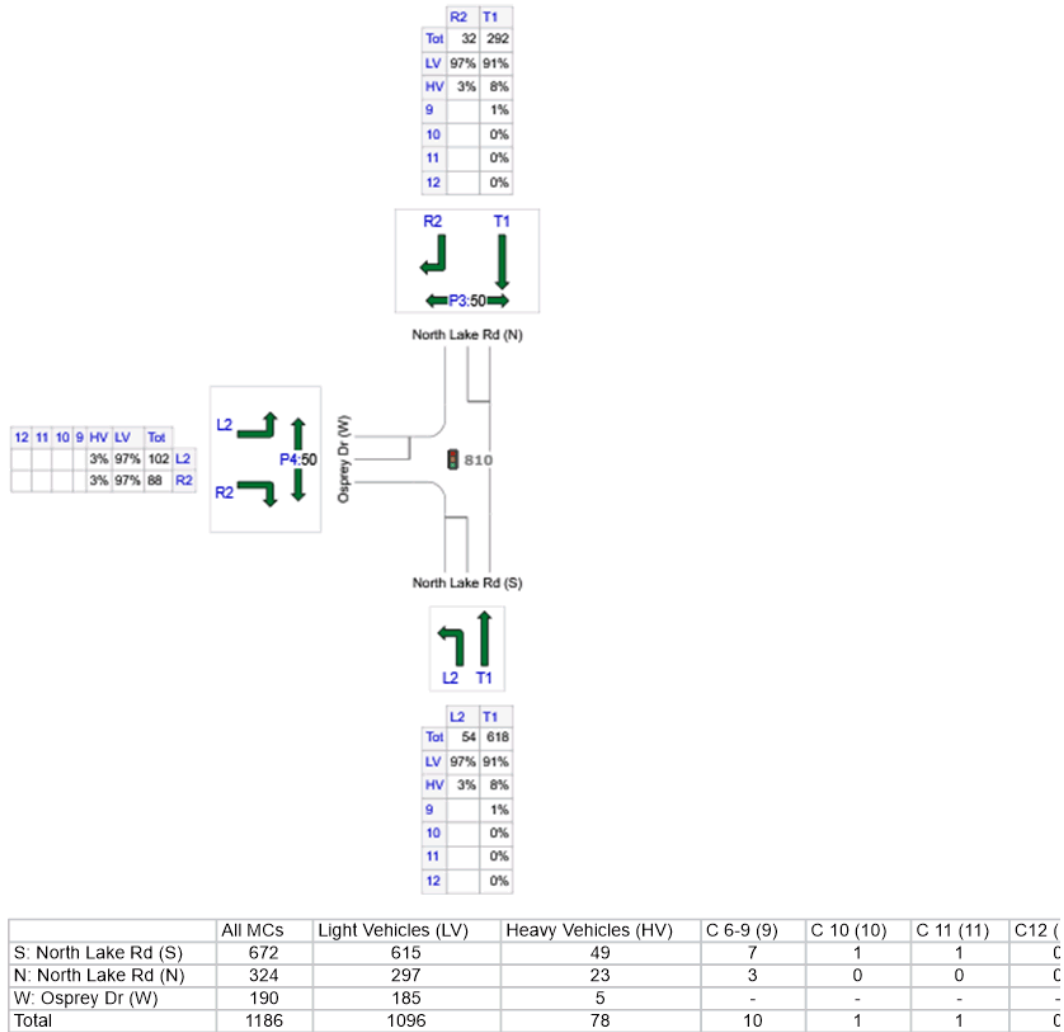 R2 T1
Tot 32 292
LV 97% 91%
HV 3% 8%
9 1%
10 0%
11 0%
12 0%
R2 T1
P3:50
North Lake Rd (N)
12 11 10 9 HV LV Tot
3% 97% 102 L2
3% 97% 88 R2
L2
P4:50
R2
Osprey Dr (W)
810
North Lake Rd (S)
L2 T1
L2 T1
Tot 54 618
LV 97% 91%
HV 3% 8%
9 1%
10 0%
11 0%
12 0%
All MCs Light Vehicles (LV) Heavy Vehicles (HV) C 6-9 (9) C 10 (10) C 11 (11) C12 (
S: North Lake Rd (S) 672 615 49 7 1 1
N: North Lake Rd (N) 324 297 23 3 0 0
W: Osprey Dr (W) 190 185 5 - - - -
Total 1186 1096 78 10 1 1